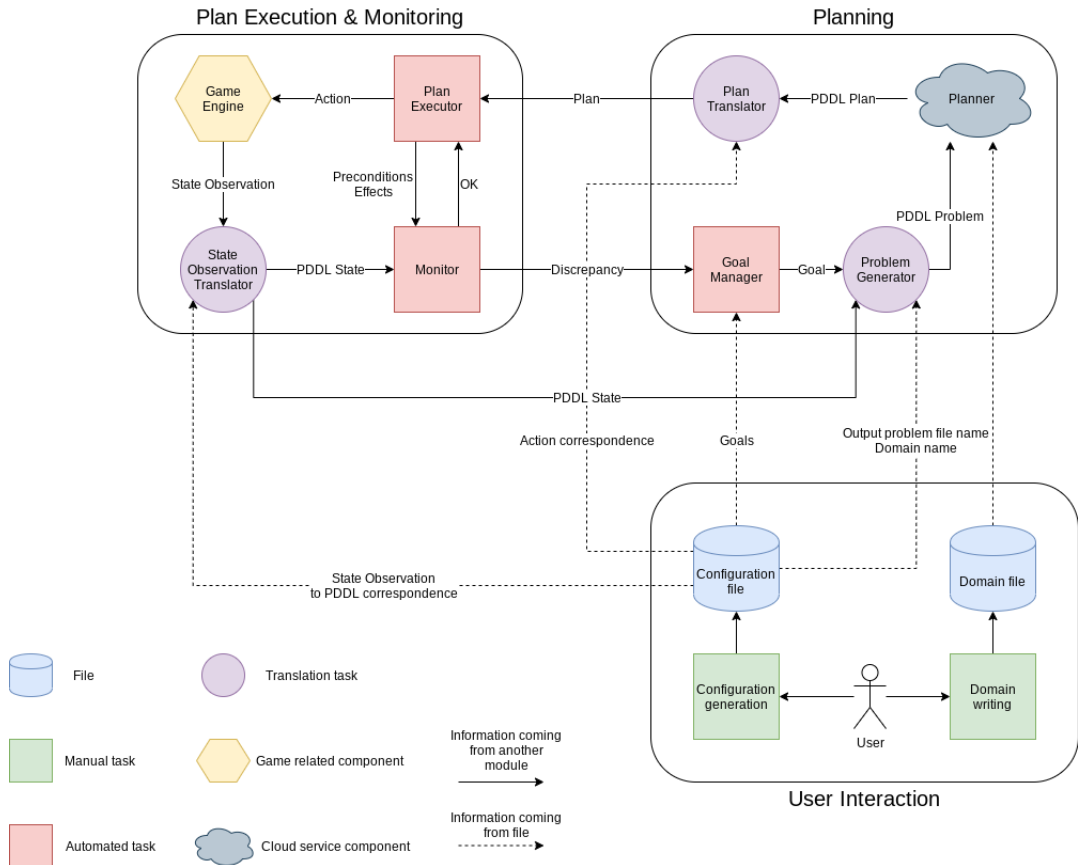 Plan Execution & Monitoring
Planning
Game
Engine
Action
Plan
Executor
Plan
Plan
Translator
PDDL Plan
Planner
State Observation
Preconditions
Effects
OK
PDDL Problem
State
Observation
Translator
PDDL State
Monitor
Discrepancy
Goal
Manager
Goal
Problem
Generator
PDDL State
Action correspondence
Goals
Output problem file name
Domain name
State Observation
to PDDL correspondence
Configuration
file
Domain file
Configuration
generation
User
Domain
writing
User Interaction
File
Translation task
Manual task
Game related component
Information coming
from another
module
Automated task
Cloud service component
Information coming
from file